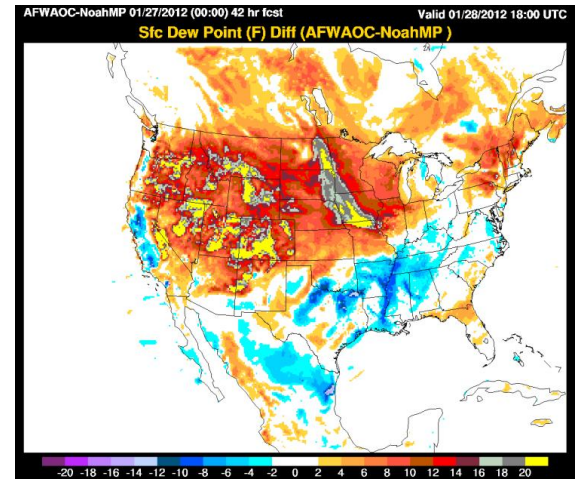 AFWAOC-NoahMP 01/27/2012 (00:00) 42 hr fcst Valid 01/28/2012 18:00 UTC
Sfc Dew Point (F) Diff (AFWAOC-NoahMP )
-20 -18 -16 -14 -12 -10 -8 -6 -4 -2 0 2 4 6 8 10 12 14 16 18 20